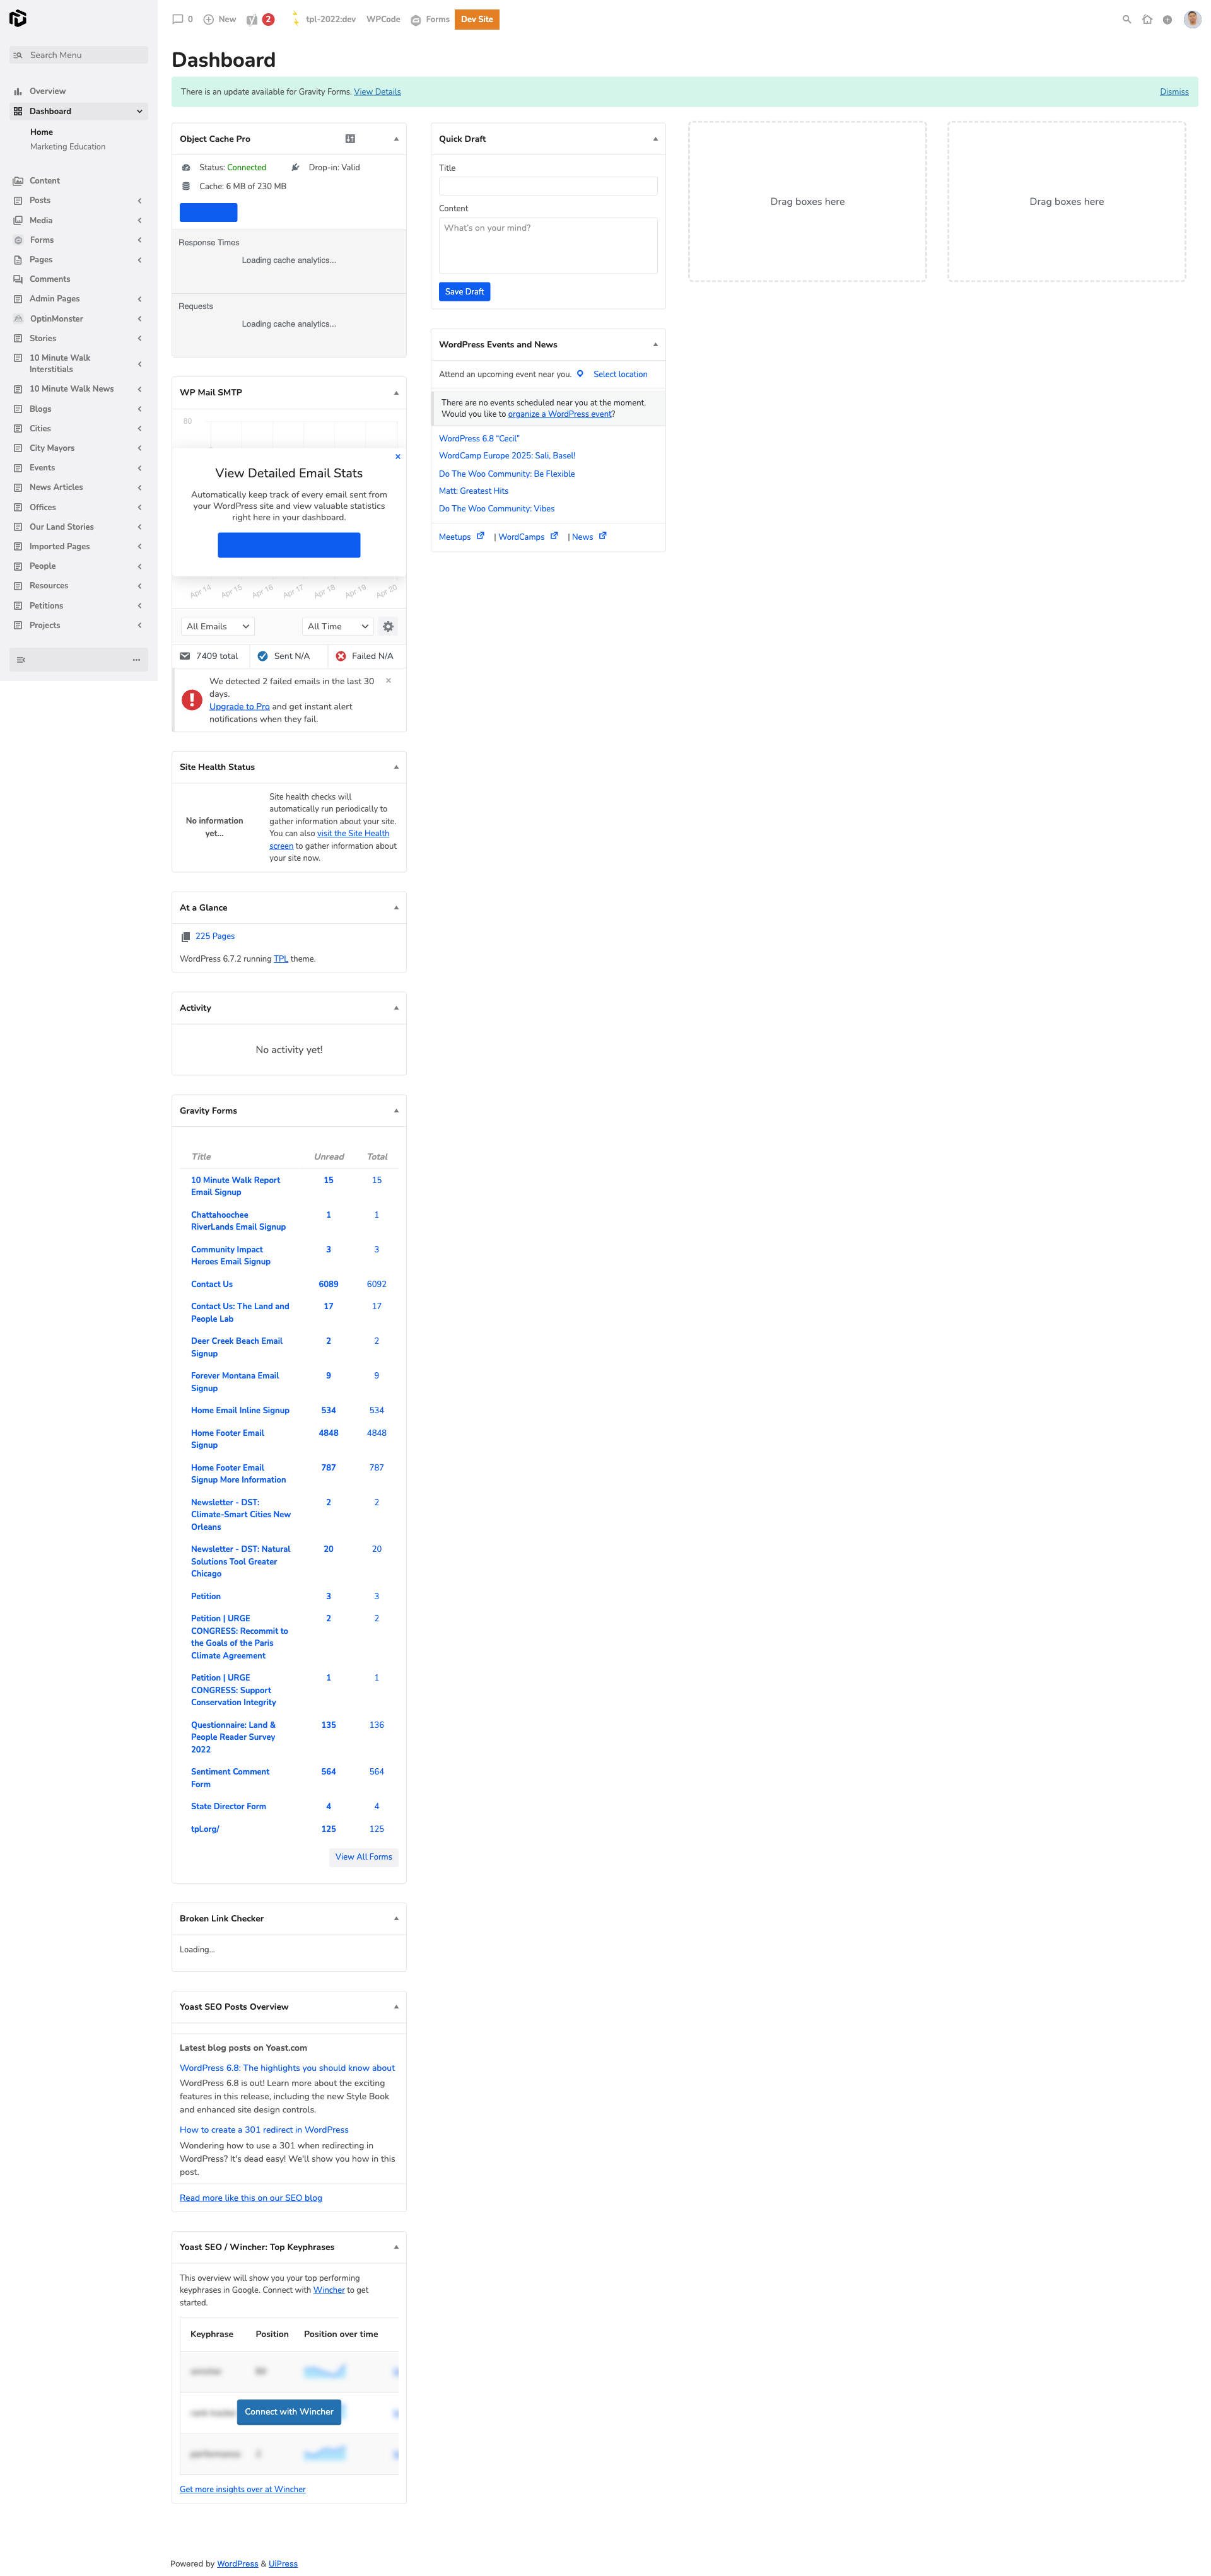 0
New
2
tpl-2022:dev
WPCode
Forms
Dev Site
Search Menu
Overview
Dashboard
Home
Marketing Education
Content
Posts
Media
Forms
Pages
Comments
Admin Pages
OptinMonster
Stories
10 Minute Walk
Interstitials
10 Minute Walk News
Blogs
Cities
City Mayors
Events
News Articles
Offices
Our Land Stories
Imported Pages
People
Resources
Petitions
Projects
Dashboard
There is an update available for Gravity Forms. View Details
Dismiss
Object Cache Pro
Status: Connected
Drop-in: Valid
Cache: 6 MB of 230 MB
Response Times
Loading cache analytics...
Requests
Loading cache analytics...
WP Mail SMTP
80
View Detailed Email Stats
Automatically keep track of every email sent from
your WordPress site and view valuable statistics
right here in your dashboard.
Apr 14
Apr 15
Apr 16
Apr 17
Apr 18
Apr 19
Apr 20
All Emails
All Time
7409 total
Sent N/A
Failed N/A
We detected 2 failed emails in the last 30
days.
Upgrade to Pro and get instant alert
notifications when they fail.
Site Health Status
No information
yet...
Site health checks will
automatically run periodically to
gather information about your site.
You can also visit the Site Health
screen to gather information about
your site now.
At a Glance
225 Pages
WordPress 6.7.2 running TPL theme.
Activity
No activity yet!
Gravity Forms
Title
Unread
Total
10 Minute Walk Report
Email Signup
15
15
Chattahoochee
RiverLands Email Signup
1
1
Community Impact
Heroes Email Signup
3
3
Contact Us
6089
6092
Contact Us: The Land and
People Lab
17
17
Deer Creek Beach Email
Signup
2
2
Forever Montana Email
Signup
9
9
Home Email Inline Signup
534
534
Home Footer Email
Signup
4848
4848
Home Footer Email
Signup More Information
787
787
Newsletter - DST:
Climate-Smart Cities New
Orleans
2
2
Newsletter - DST: Natural
Solutions Tool Greater
Chicago
20
20
Petition
3
3
Petition | URGE
CONGRESS: Recommit to
the Goals of the Paris
Climate Agreement
2
2
Petition | URGE
CONGRESS: Support
Conservation Integrity
1
1
Questionnaire: Land &
People Reader Survey
2022
135
136
Sentiment Comment
Form
564
564
State Director Form
4
4
tpl.org/
125
125
View All Forms
Broken Link Checker
Loading...
Yoast SEO Posts Overview
Latest blog posts on Yoast.com
WordPress 6.8: The highlights you should know about
WordPress 6.8 is out! Learn more about the exciting
features in this release, including the new Style Book
and enhanced site design controls.
How to create a 301 redirect in WordPress
Wondering how to use a 301 when redirecting in
WordPress? It's dead easy! We'll show you how in this
post.
Read more like this on our SEO blog
Yoast SEO / Wincher: Top Keyphrases
This overview will show you your top performing
keyphrases in Google. Connect with Wincher to get
started.
Keyphrase
Position
Position over time
Connect with Wincher
Get more insights over at Wincher
Quick Draft
Title
Content
What's on your mind?
Save Draft
WordPress Events and News
Attend an upcoming event near you.
Select location
There are no events scheduled near you at the moment.
Would you like to organize a WordPress event?
WordPress 6.8 “Cecil”
WordCamp Europe 2025: Sali, Basel!
Do The Woo Community: Be Flexible
Matt: Greatest Hits
Do The Woo Community: Vibes
Meetups | WordCamps | News
Drag boxes here
Drag boxes here
Powered by WordPress & UiPress